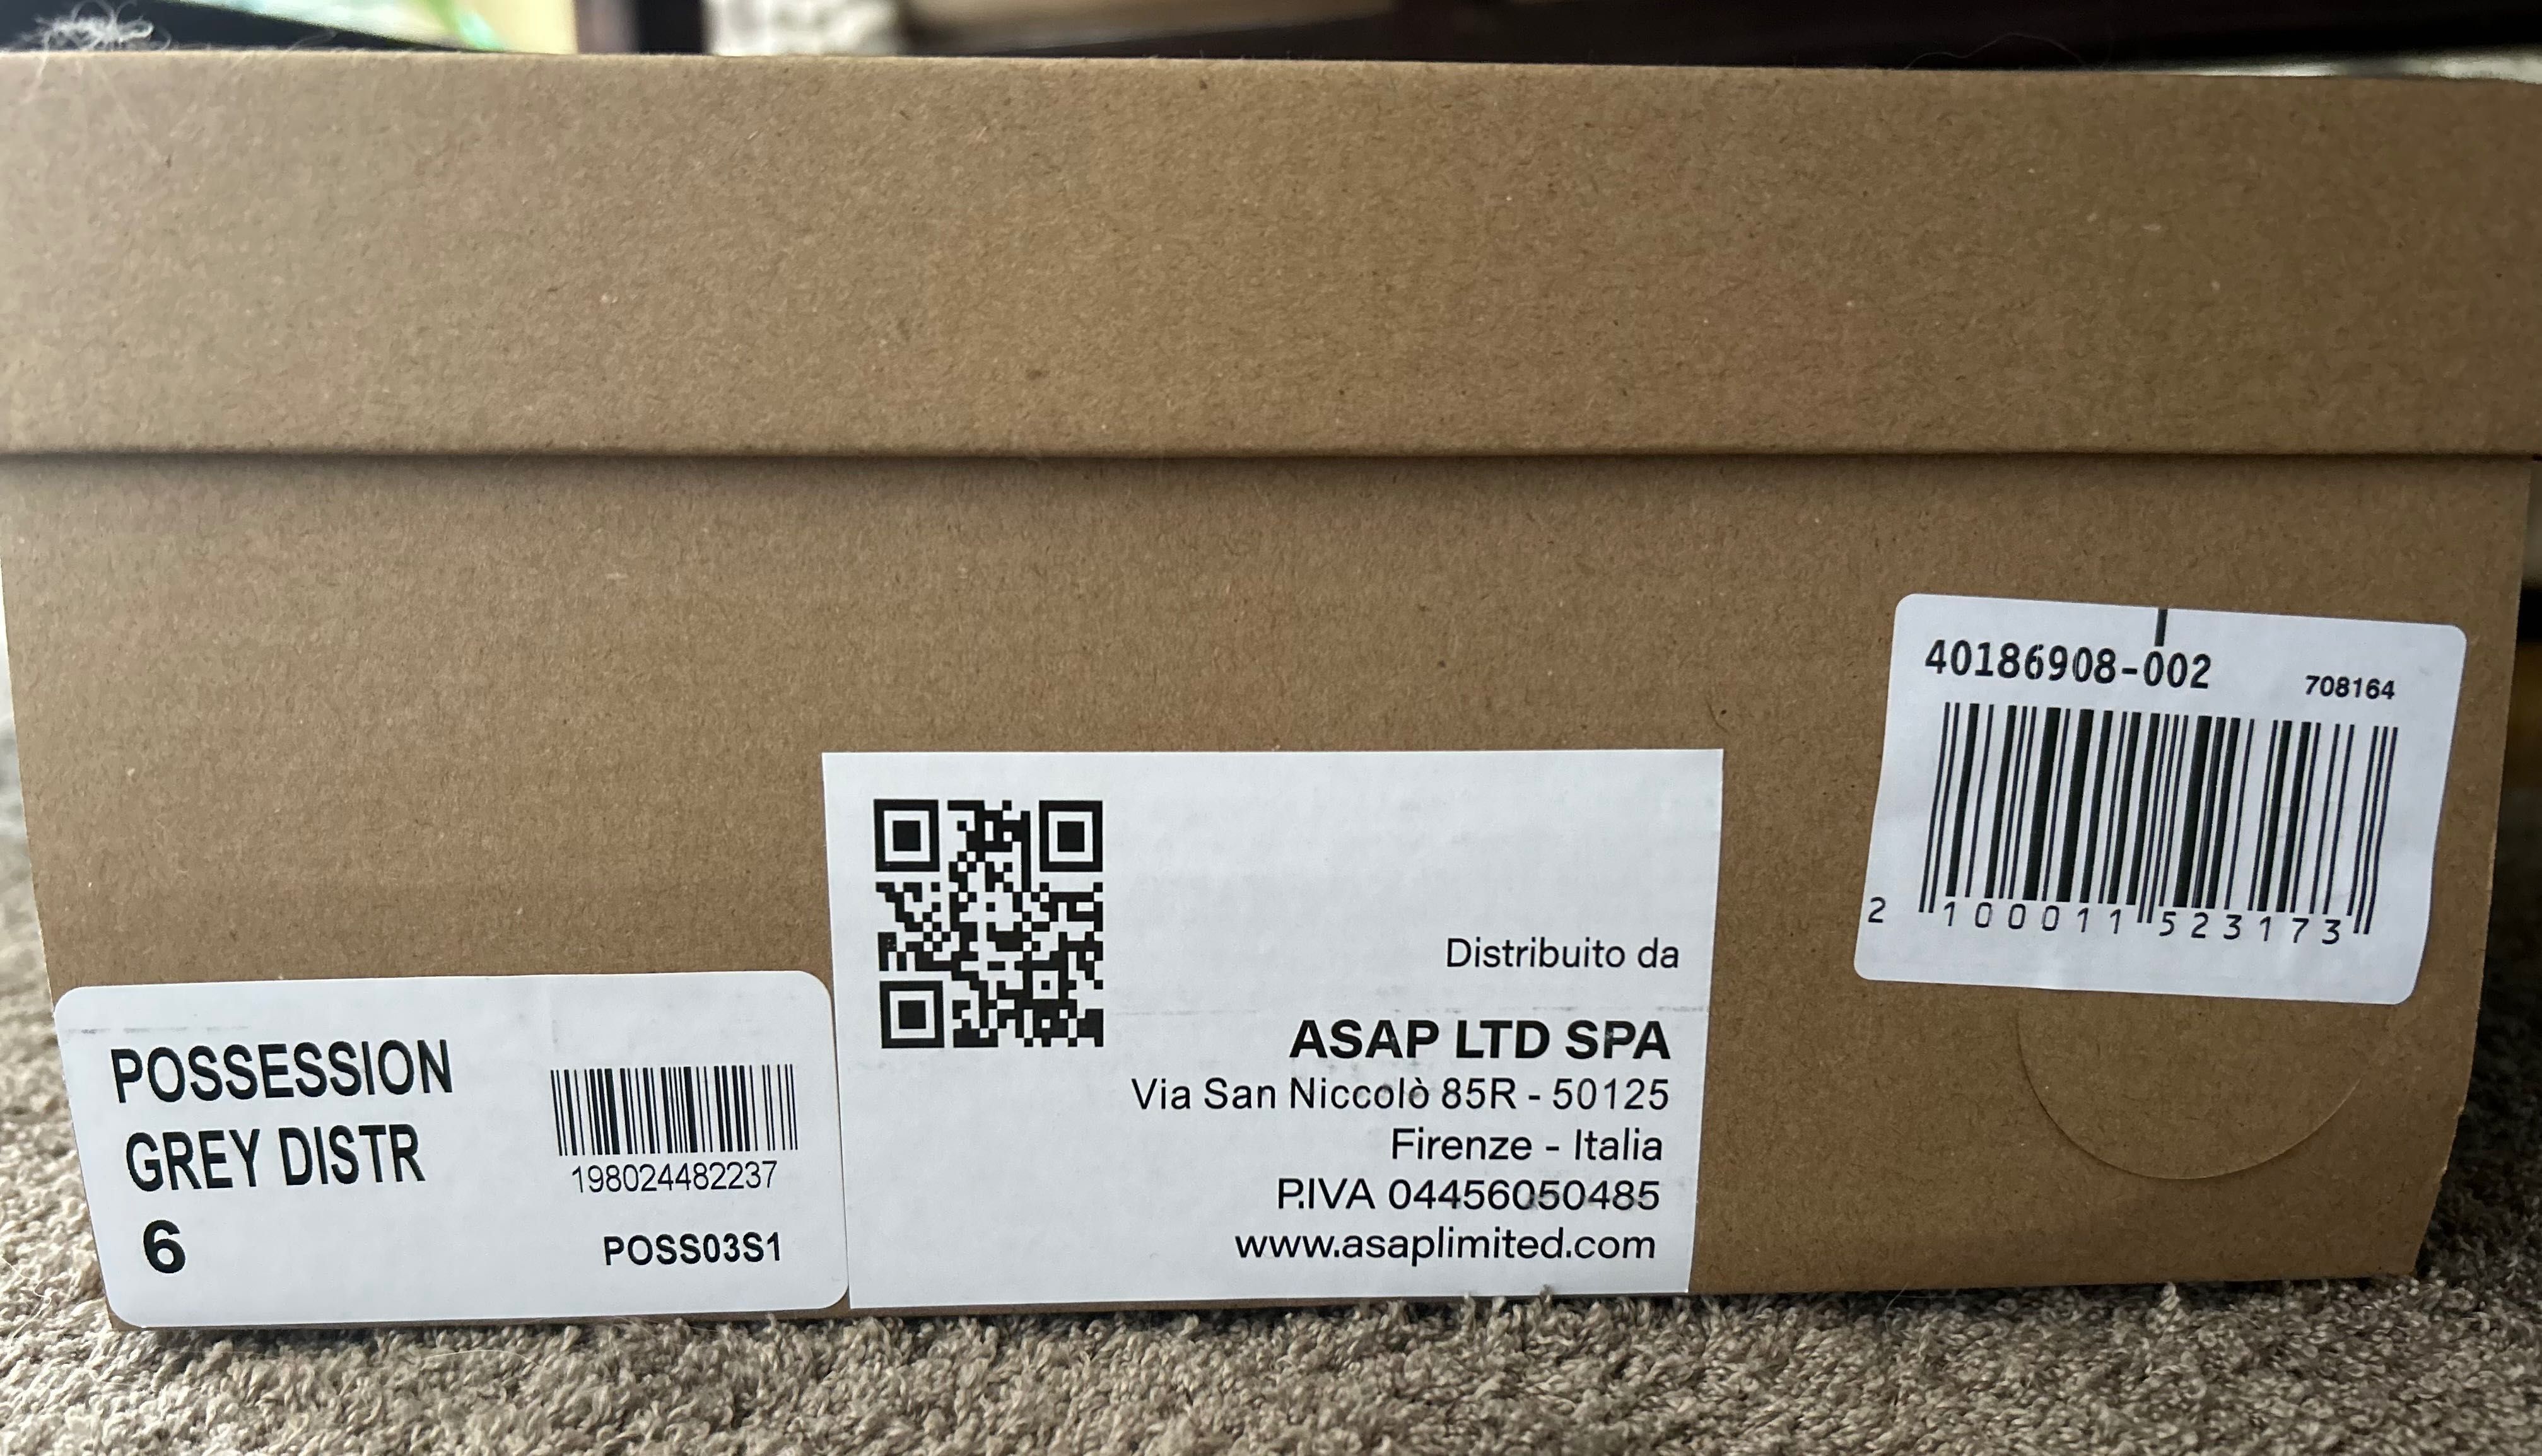 POSSESSION
GREY DISTR
6
198024482237
POSS03S1
Distribuito da
ASAP LTD SPA
Via San Niccolò 85R - 50125
Firenze - Italia
P.IVA 04456050485
www.asaplimited.com
40186908-002
708164
2 100011 523173